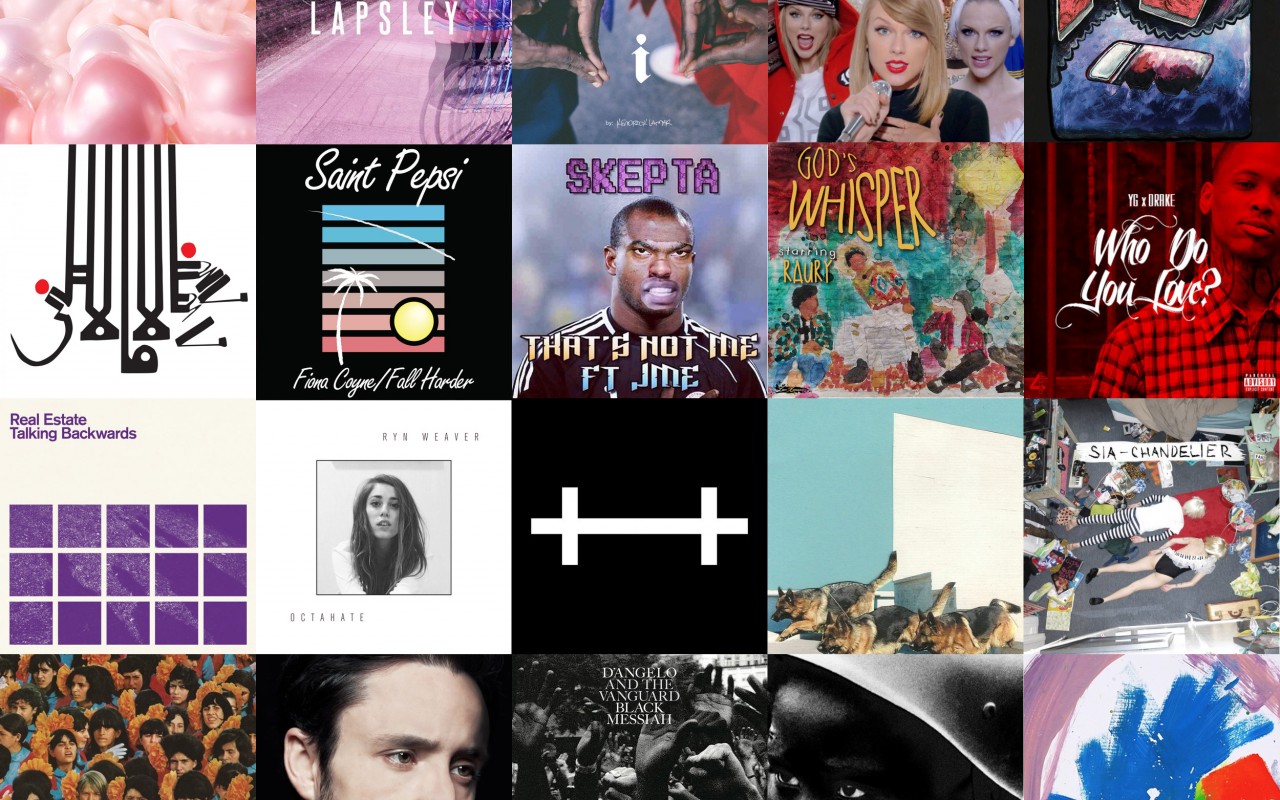 LAPSLEY
i
by KENDRICK LAMAR
Saint Pepsi
Fiona Coyne/Fall Harder
SKEPTA
THAT'S NOT ME
FT JME
GOD'S
WHISPER
starring
RAURY
YG x DRAKE
Who Do
You Love?
PARENTAL
ADVISORY
EXPLICIT CONTENT
Real Estate
Talking Backwards
RYN WEAVER
OCTAHATE
SIA - CHANDELIER
D'ANGELO
AND THE
VANGUARD
BLACK
MESSIAH